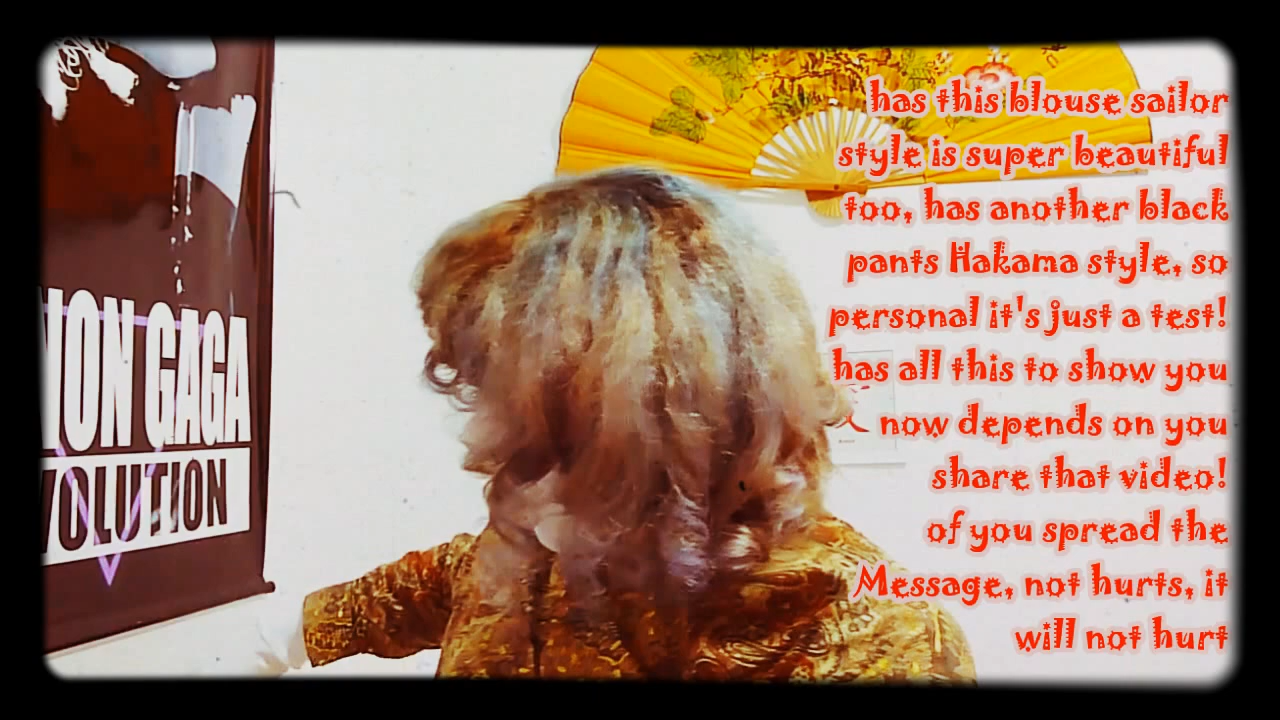 NON GAGA
VOLUTION
has this blouse sailor
style is super beautiful
too, has another black
pants Hakama style, so
personal it's just a test!
has all this to show you
now depends on you
share that video!
of you spread the
Message, not hurts, it
will not hurt